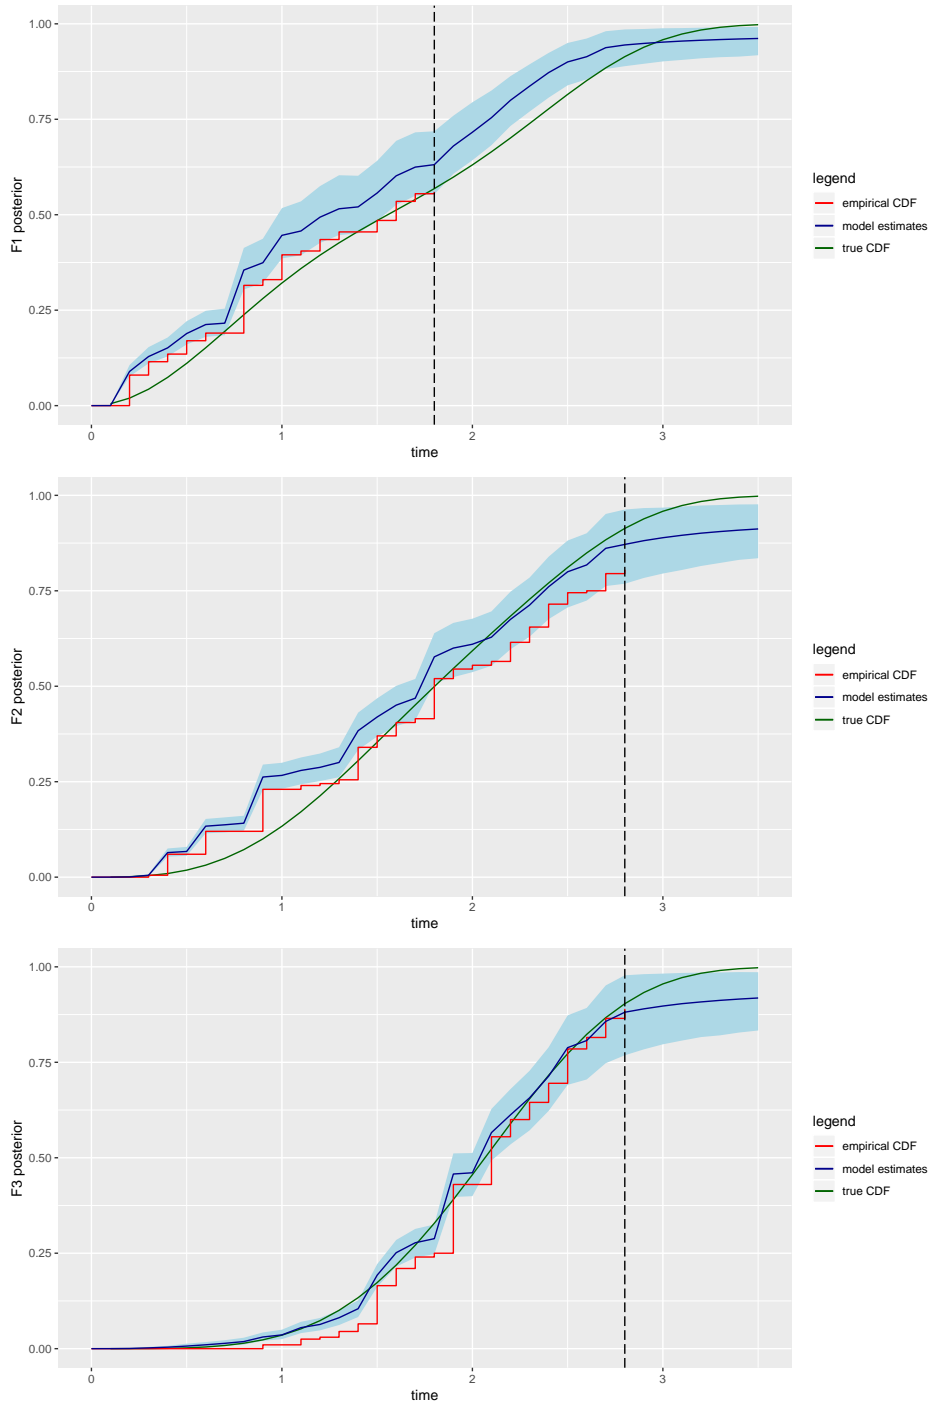 1.00
0.75
0.50
0.25
0.00
F1 posterior
0
1
2
3
time
legend
empirical CDF
model estimates
true CDF
1.00
0.75
0.50
0.25
0.00
F2 posterior
0
1
2
3
time
legend
empirical CDF
model estimates
true CDF
1.00
0.75
0.50
0.25
0.00
F3 posterior
0
1
2
3
time
legend
empirical CDF
model estimates
true CDF